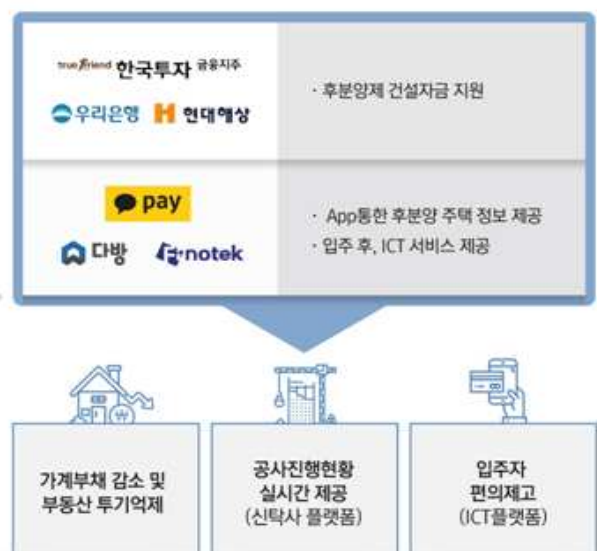 true friend 한국투자 금융지주
우리은행 현대해상
· 후분양제 건설자금 지원
pay
다방
notek
· App통한 후분양 주택 정보 제공
· 입주 후, ICT 서비스 제공
가계부채 감소 및
부동산 투기억제
공사진행현황
실시간 제공
(신탁사 플랫폼)
입주자
편의제고
(ICT플랫폼)